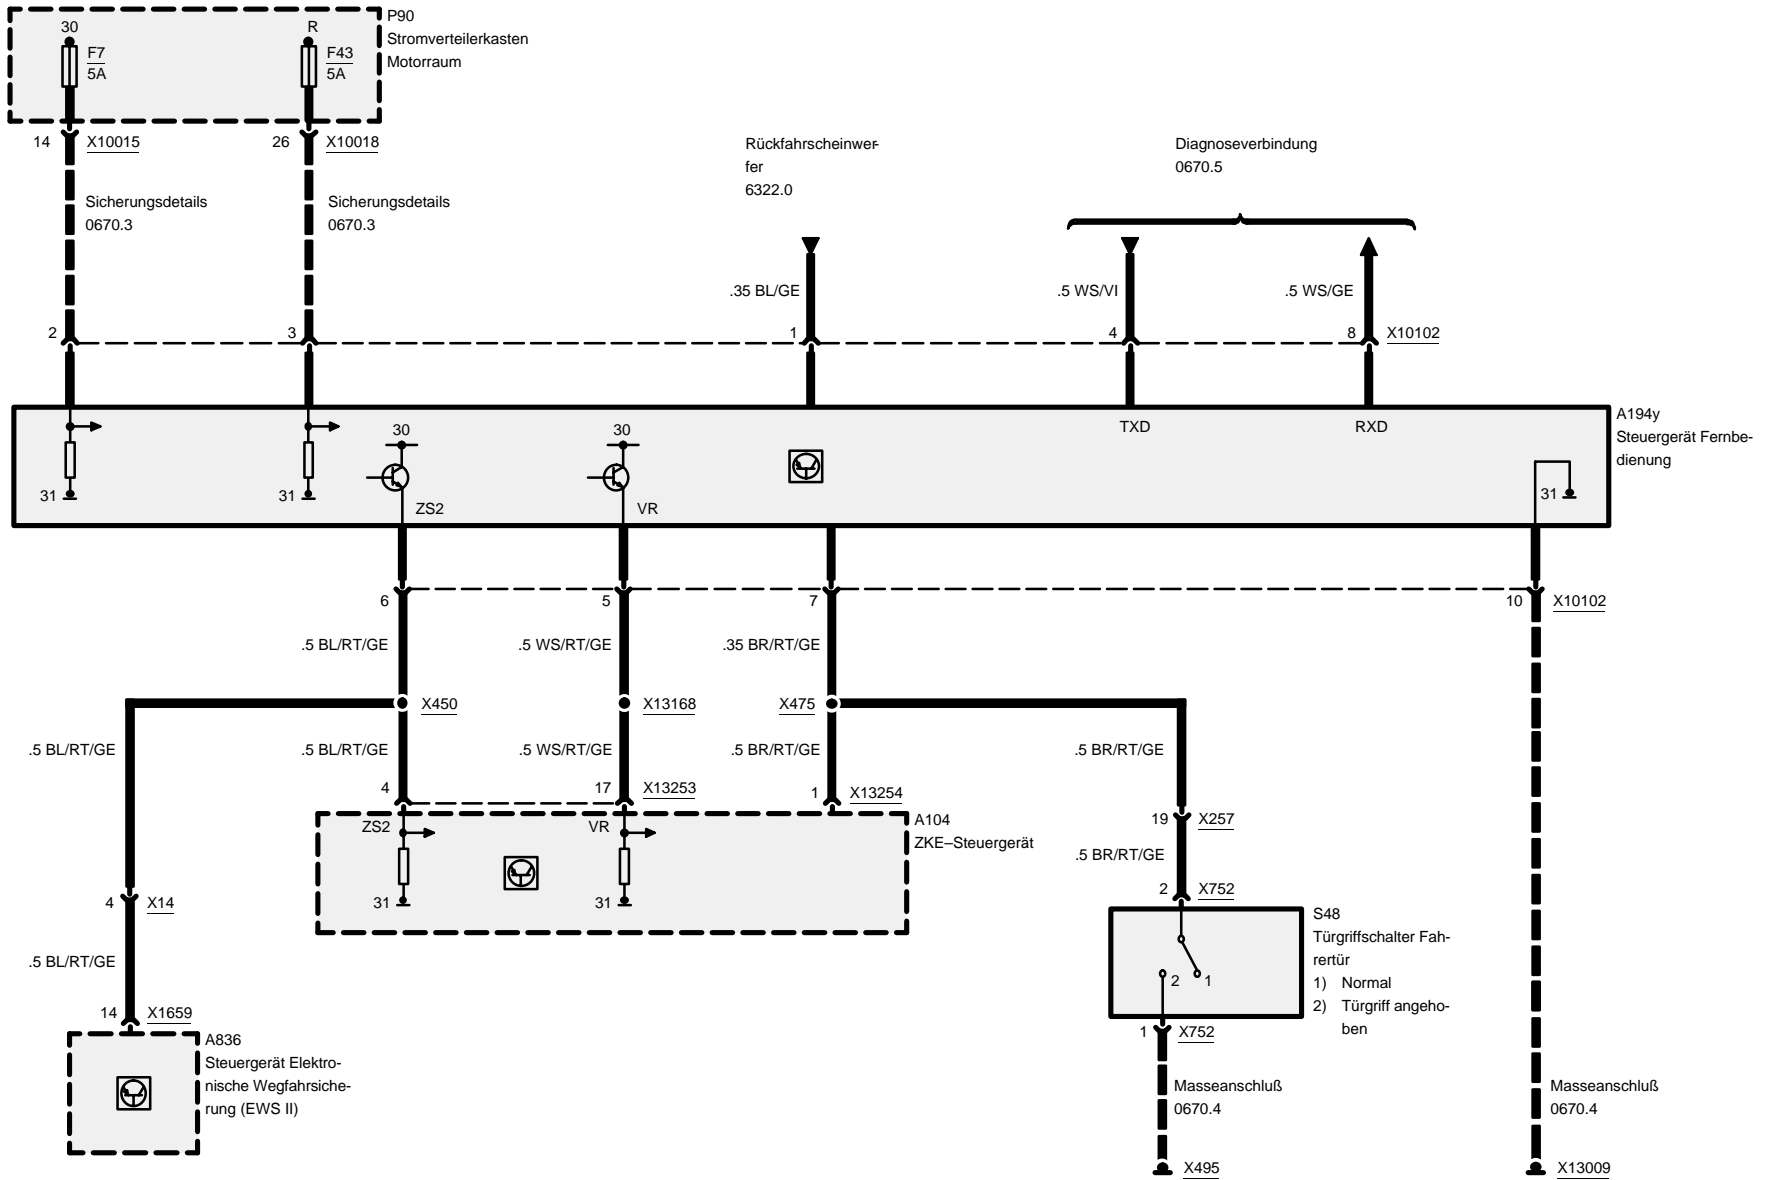 P90
Stromverteilerkasten
Motorraum
30
F7
5A
R
F43
5A
14 X10015
26 X10018
Sicherungsdetails
0670.3
Sicherungsdetails
0670.3
Rückfahrscheinwer-
fer
6322.0
Diagnoseverbindung
0670.5
.35 BL/GE
.5 WS/VI
.5 WS/GE
2
3
1
4
8 X10102
A194y
Steuergerät Fernbe-
dienung
TXD
RXD
30
30
31
31
31
ZS2
VR
6
5
7
10 X10102
.5 BL/RT/GE
.5 WS/RT/GE
.35 BR/RT/GE
X450
X13168
X475
.5 BL/RT/GE
.5 BL/RT/GE
.5 WS/RT/GE
.5 BR/RT/GE
.5 BR/RT/GE
4
17 X13253
1 X13254
ZS2
VR
A104
ZKE–Steuergerät
31
31
19 X257
.5 BR/RT/GE
2 X752
4 X14
.5 BL/RT/GE
S48
Türgriffschalter Fah-
rertür
1) Normal
2) Türgriff angeho-
ben
2
1
14 X1659
1 X752
A836
Steuergerät Elektro-
nische Wegfahrsiche-
rung (EWS II)
Masseanschluß
0670.4
Masseanschluß
0670.4
X495
X13009